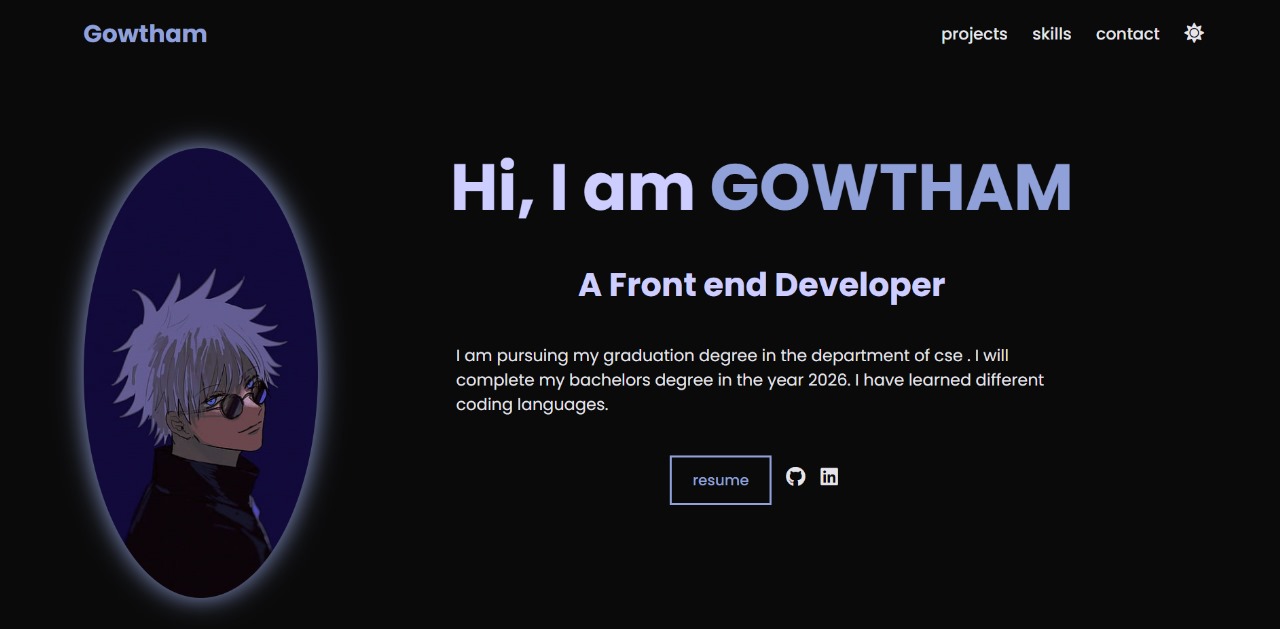 Gowtham
projects skills contact
Hi, I am GOWTHAM
A Front end Developer
I am pursuing my graduation degree in the department of cse . I will
complete my bachelors degree in the year 2026. I have learned different
coding languages.
resume
in